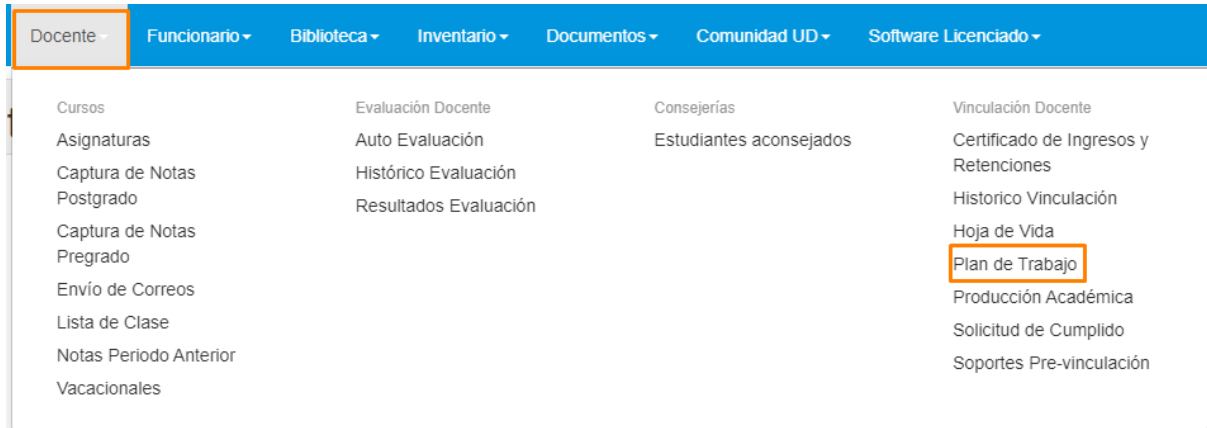 Docente Funcionario Biblioteca Inventario Documentos Comunidad UD Software Licenciado
Cursos
Asignaturas
Captura de Notas
Postgrado
Captura de Notas
Pregrado
Envío de Correos
Lista de Clase
Notas Periodo Anterior
Vacacionales
Evaluación Docente
Auto Evaluación
Histórico Evaluación
Resultados Evaluación
Consejerías
Estudiantes aconsejados
Vinculación Docente
Certificado de Ingresos y
Retenciones
Historico Vinculación
Hoja de Vida
Plan de Trabajo
Producción Académica
Solicitud de Cumplido
Soportes Pre-vinculación